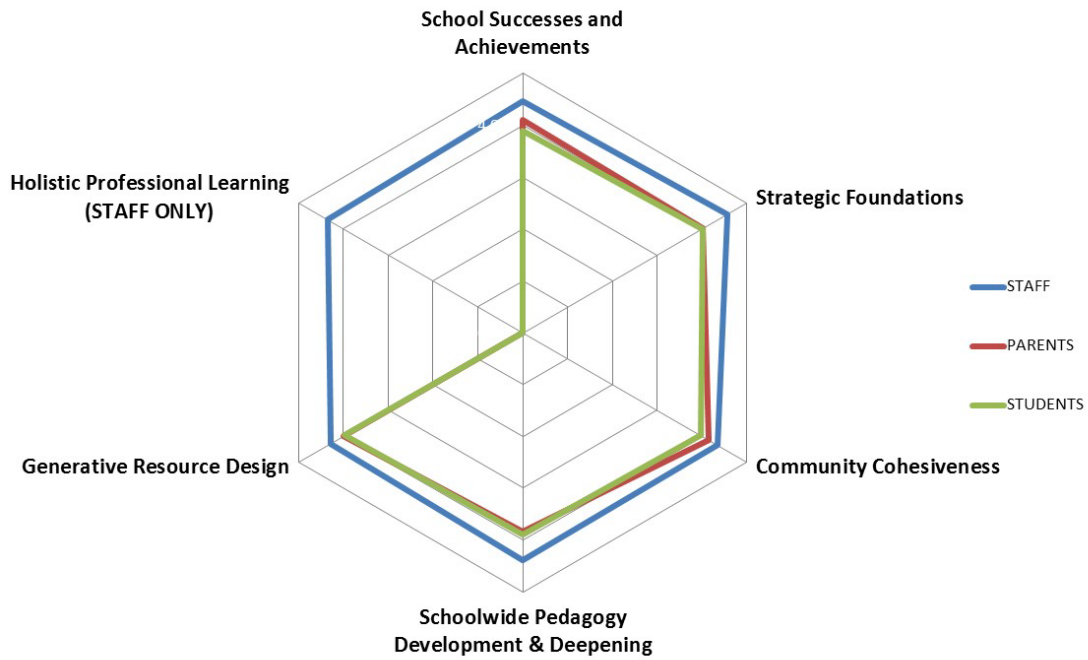 School Successes and
Achievements
Holistic Professional Learning
(STAFF ONLY)
Strategic Foundations
STAFF
PARENTS
STUDENTS
Generative Resource Design
Community Cohesiveness
Schoolwide Pedagogy
Development & Deepening